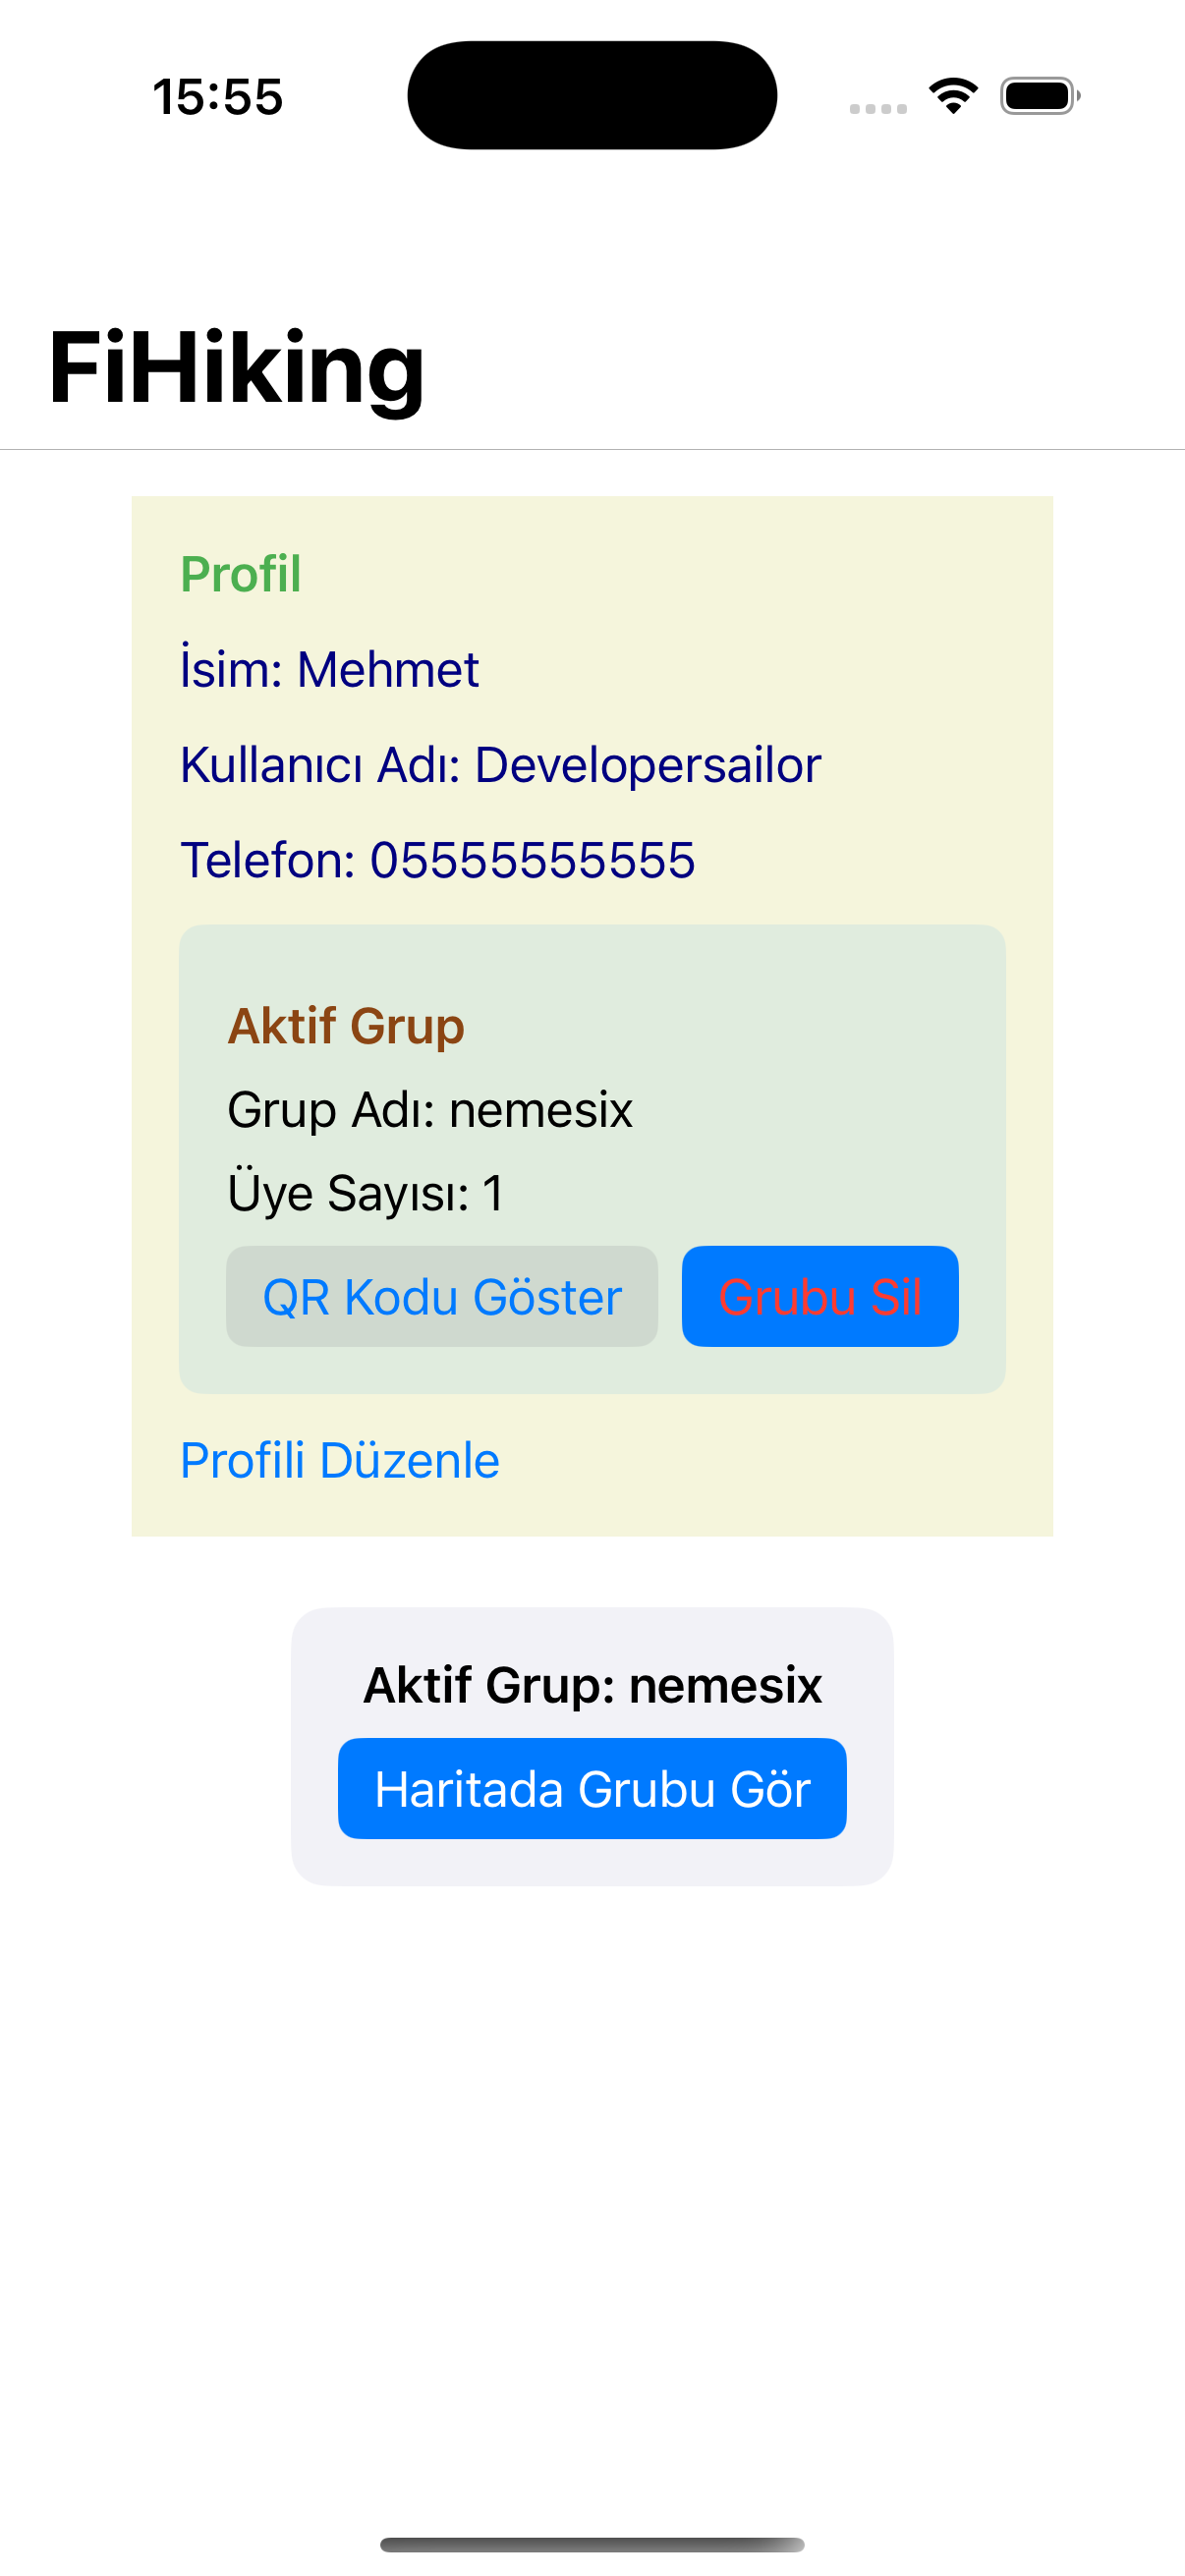 15:55
FiHiking
Profil
İsim: Mehmet
Kullanıcı Adı: Developersailor
Telefon: 05555555555
Aktif Grup
Grup Adı: nemesix
Üye Sayısı: 1
QR Kodu Göster
Grubu Sil
Profili Düzenle
Aktif Grup: nemesix
Haritada Grubu Gör